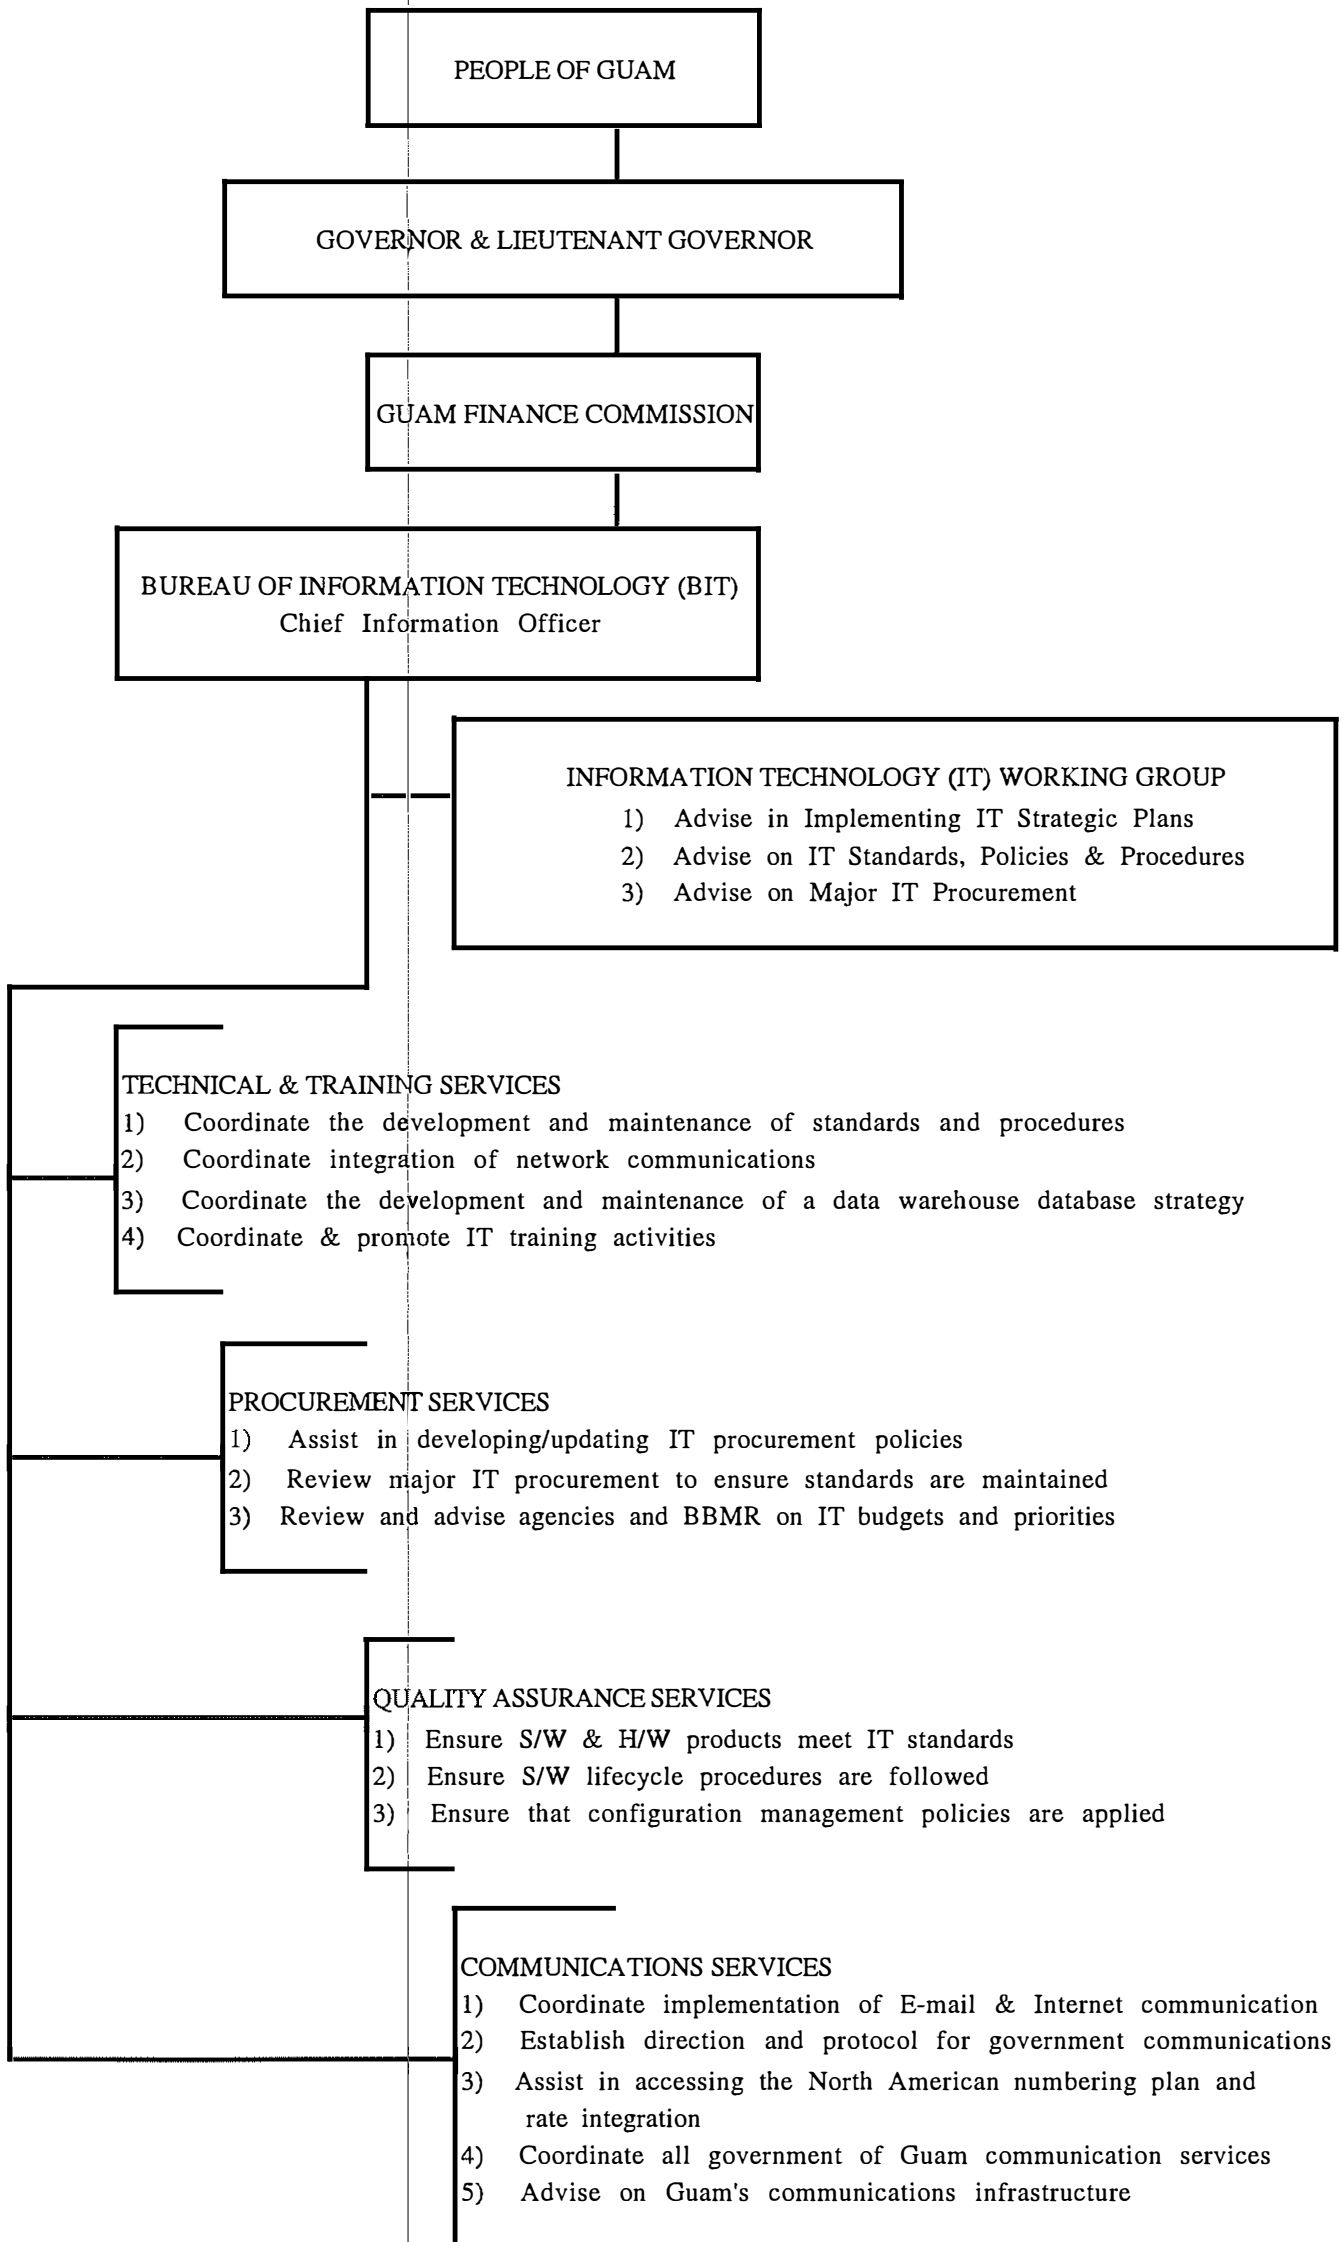 PEOPLE OF GUAM
GOVERNOR & LIEUTENANT GOVERNOR
GUAM FINANCE COMMISSION
BUREAU OF INFORMATION TECHNOLOGY (BIT)
Chief Information Officer
INFORMATION TECHNOLOGY (IT) WORKING GROUP
1) Advise in Implementing IT Strategic Plans
2) Advise on IT Standards, Policies & Procedures
3) Advise on Major IT Procurement
TECHNICAL & TRAINING SERVICES
1) Coordinate the development and maintenance of standards and procedures
2) Coordinate integration of network communications
3) Coordinate the development and maintenance of a data warehouse database strategy
4) Coordinate & promote IT training activities
PROCUREMENT SERVICES
1) Assist in developing/updating IT procurement policies
2) Review major IT procurement to ensure standards are maintained
3) Review and advise agencies and BBMR on IT budgets and priorities
QUALITY ASSURANCE SERVICES
1) Ensure S/W & H/W products meet IT standards
2) Ensure S/W lifecycle procedures are followed
3) Ensure that configuration management policies are applied
COMMUNICATIONS SERVICES
1) Coordinate implementation of E-mail & Internet communication
2) Establish direction and protocol for government communications
3) Assist in accessing the North American numbering plan and
rate integration
4) Coordinate all government of Guam communication services
5) Advise on Guam's communications infrastructure